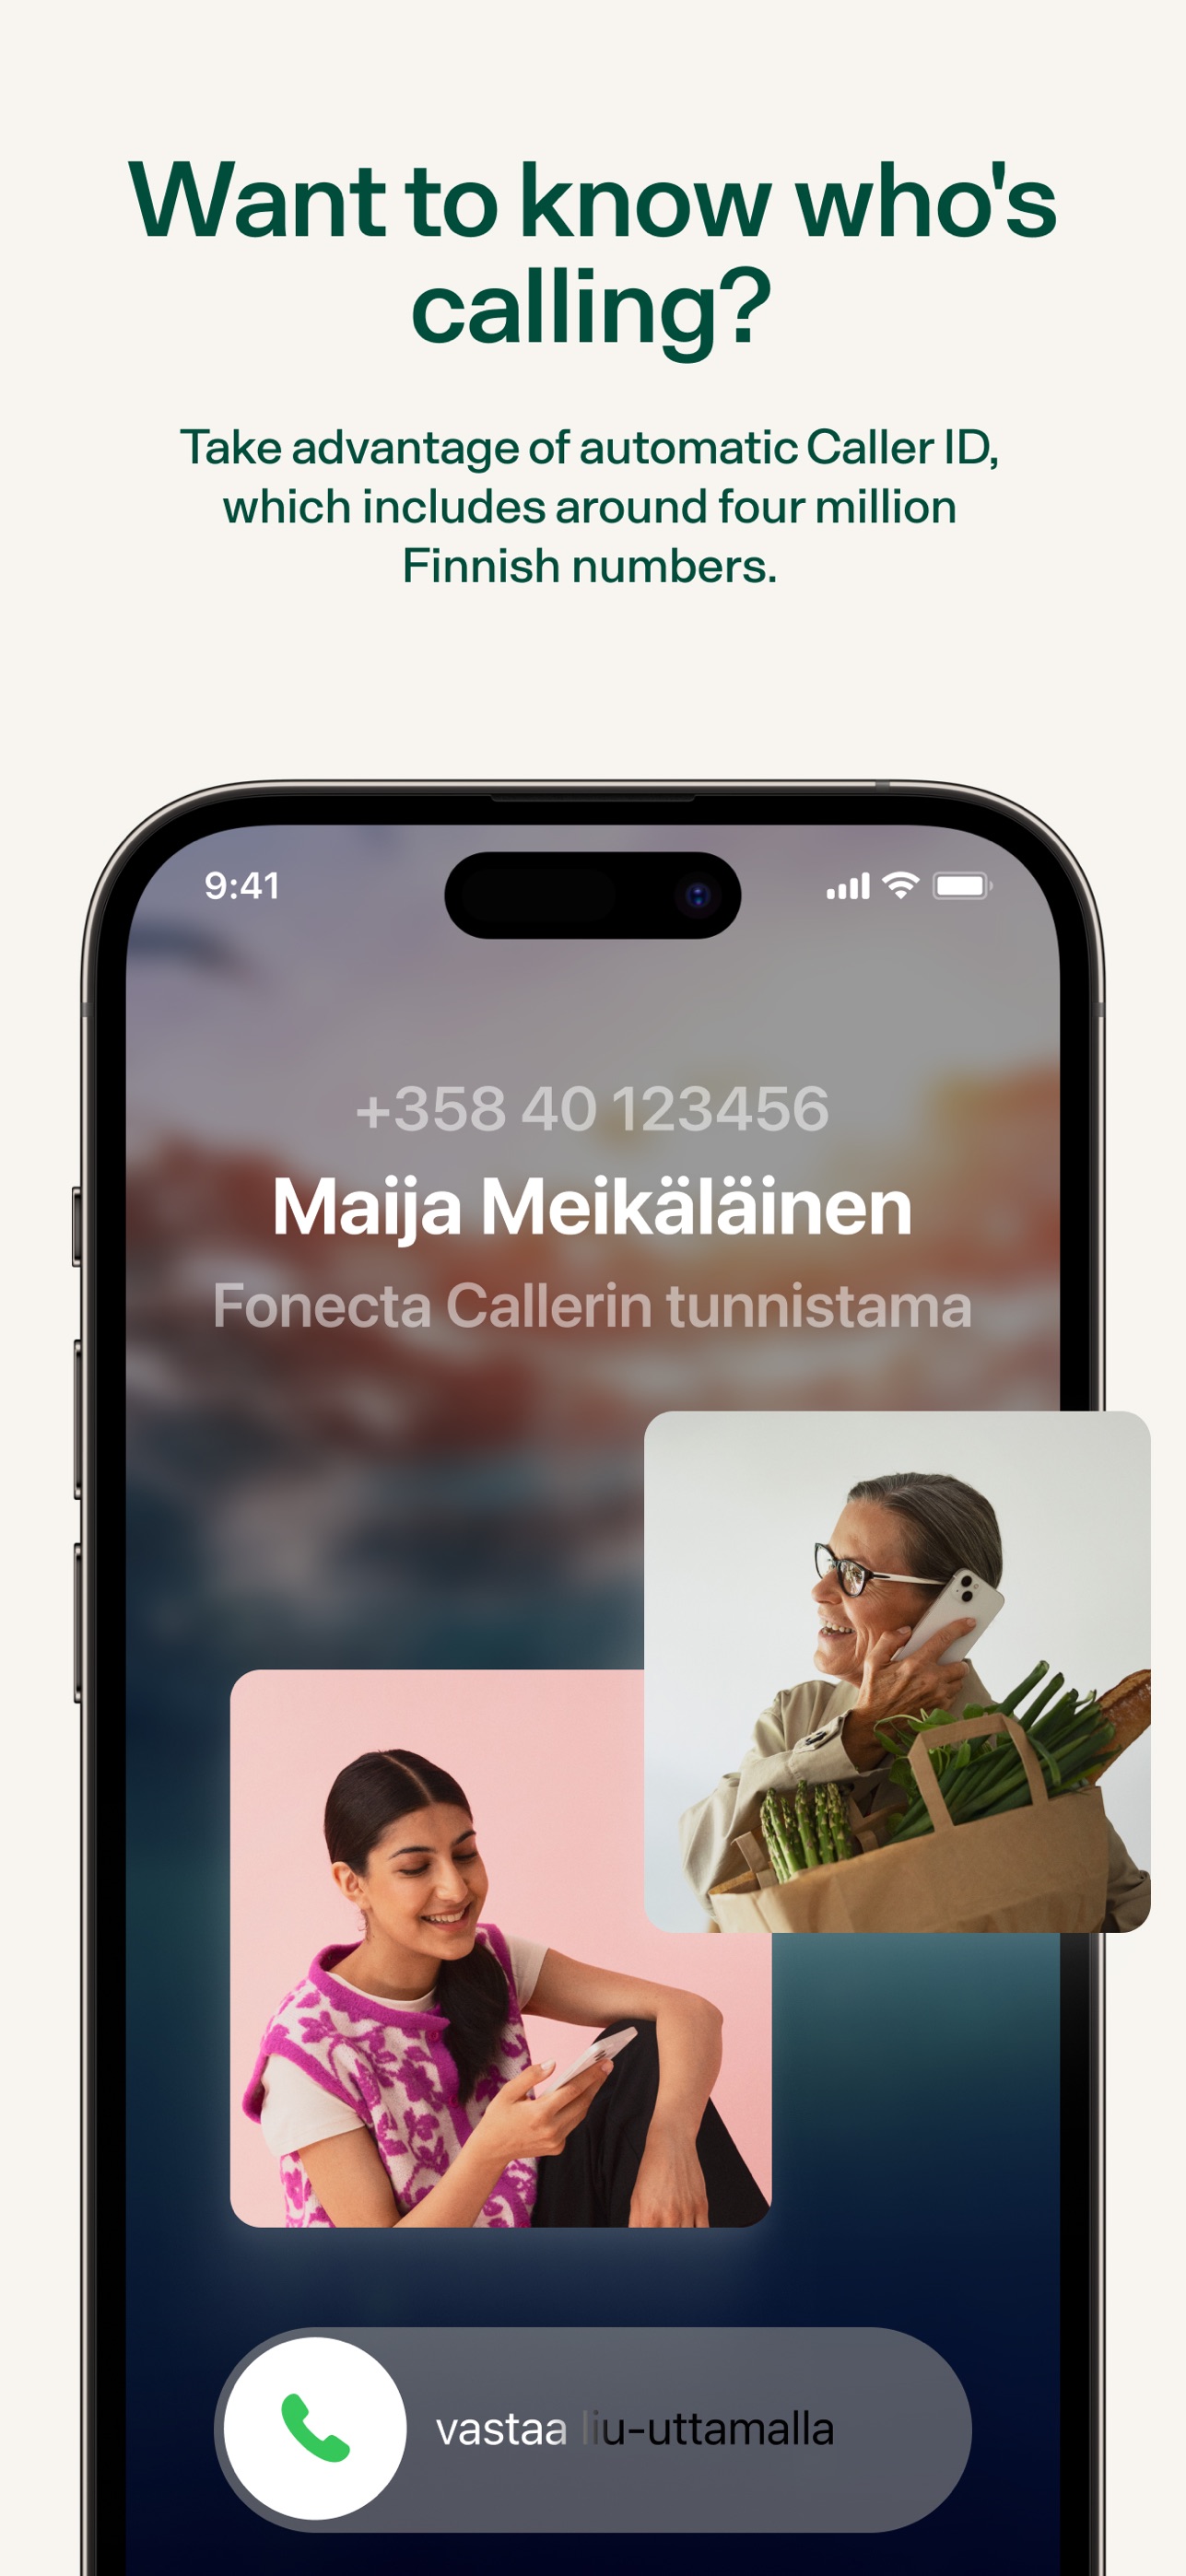 Want to know who's
calling?
Take advantage of automatic Caller ID,
which includes around four million
Finnish numbers.
9:41
+358 40 123456
Maija Meikäläinen
Fonecta Callerin tunnistama
vastaa liu-uttamalla